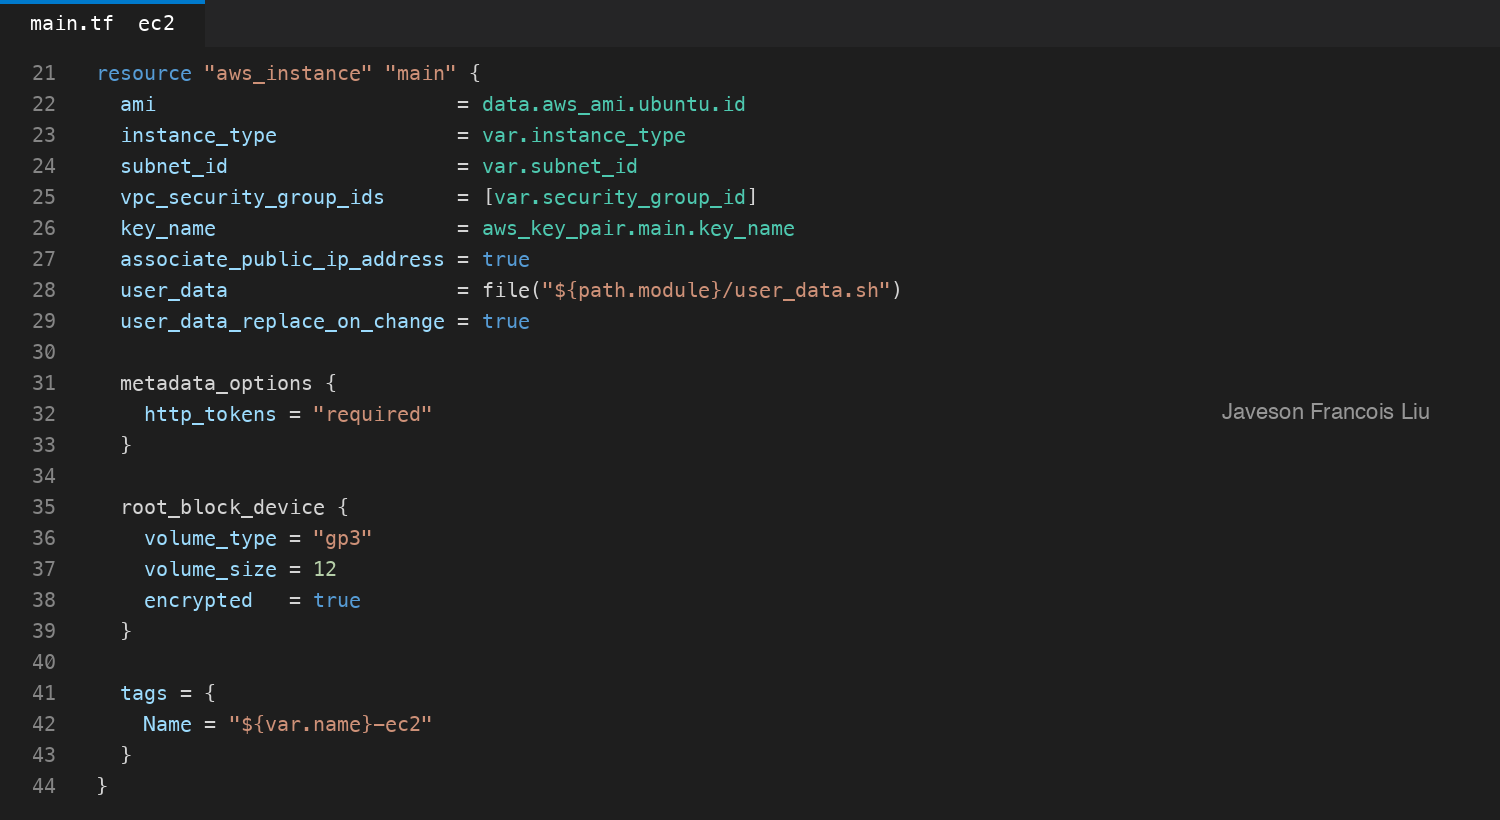 main.tf  ec2
21 resource "aws_instance" "main" {
22   ami                         = data.aws_ami.ubuntu.id
23   instance_type               = var.instance_type
24   subnet_id                   = var.subnet_id
25   vpc_security_group_ids      = [var.security_group_id]
26   key_name                    = aws_key_pair.main.key_name
27   associate_public_ip_address = true
28   user_data                   = file("${path.module}/user_data.sh")
29   user_data_replace_on_change = true
30
31   metadata_options {
32     http_tokens = "required"
Javeson Francois Liu
33   }
34
35   root_block_device {
36     volume_type = "gp3"
37     volume_size = 12
38     encrypted   = true
39   }
40
41   tags = {
42     Name = "${var.name}-ec2"
43   }
44 }